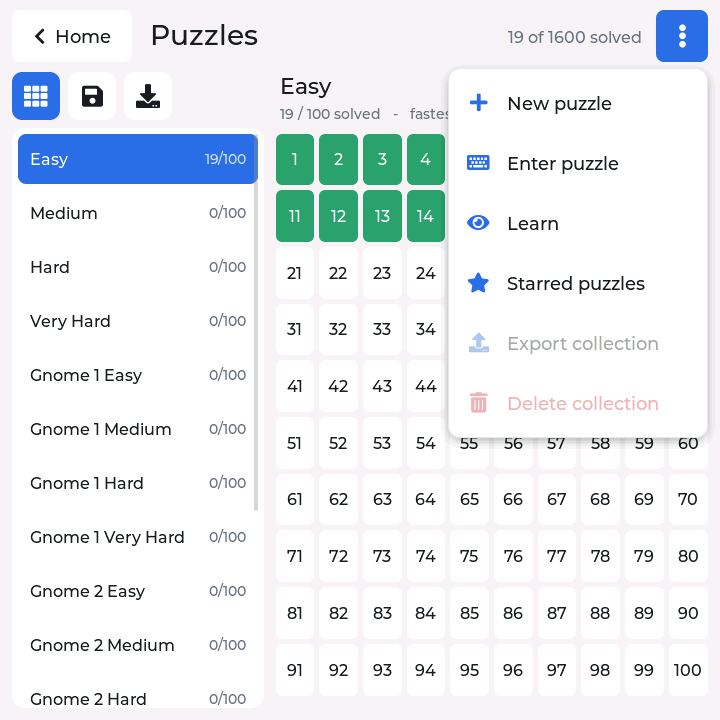 Home
Puzzles
19 of 1600 solved
Easy
19 / 100 solved - fastes
New puzzle
Enter puzzle
Learn
Starred puzzles
Export collection
Delete collection
Easy 19/100
Medium 0/100
Hard 0/100
Very Hard 0/100
Gnome 1 Easy 0/100
Gnome 1 Medium 0/100
Gnome 1 Hard 0/100
Gnome 1 Very Hard 0/100
Gnome 2 Easy 0/100
Gnome 2 Medium 0/100
Gnome 2 Hard 0/100
1 2 3 4
11 12 13 14
21 22 23 24
31 32 33 34
41 42 43 44
51 52 53 54 55 56 57 58 59 60
61 62 63 64 65 66 67 68 69 70
71 72 73 74 75 76 77 78 79 80
81 82 83 84 85 86 87 88 89 90
91 92 93 94 95 96 97 98 99 100